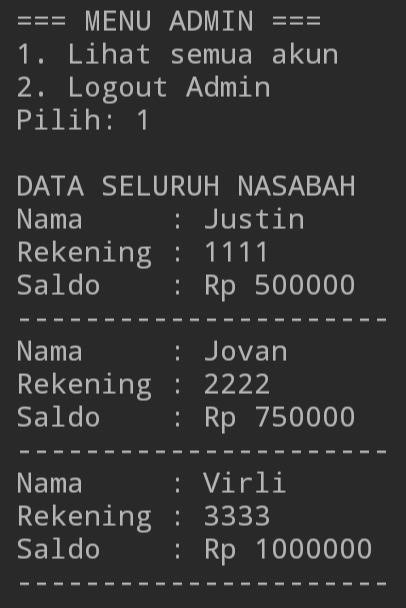 === MENU ADMIN ===
1. Lihat semua akun
2. Logout Admin
Pilih: 1

DATA SELURUH NASABAH
Nama     : Justin
Rekening : 1111
Saldo    : Rp 500000
----------------------
Nama     : Jovan
Rekening : 2222
Saldo    : Rp 750000
----------------------
Nama     : Virli
Rekening : 3333
Saldo    : Rp 1000000
----------------------